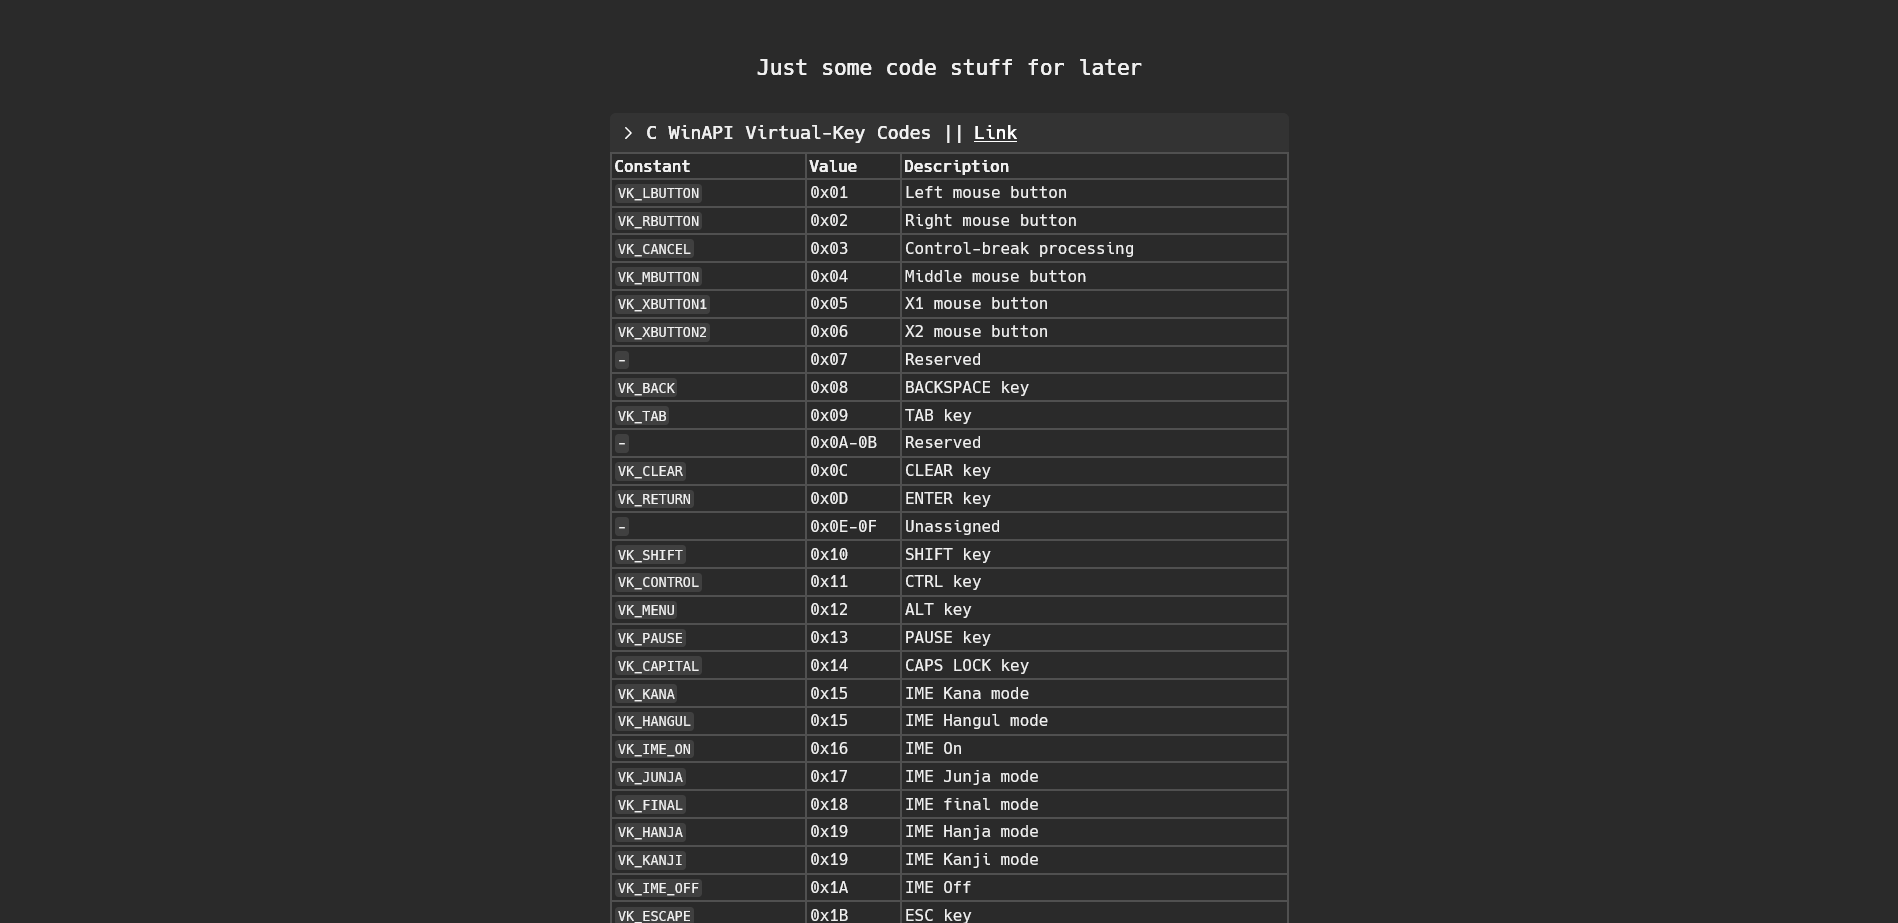 Just some code stuff for later
> C WinAPI Virtual-Key Codes || Link
Constant Value Description
VK_LBUTTON 0x01 Left mouse button
VK_RBUTTON 0x02 Right mouse button
VK_CANCEL 0x03 Control-break processing
VK_MBUTTON 0x04 Middle mouse button
VK_XBUTTON1 0x05 X1 mouse button
VK_XBUTTON2 0x06 X2 mouse button
- 0x07 Reserved
VK_BACK 0x08 BACKSPACE key
VK_TAB 0x09 TAB key
- 0x0A-0B Reserved
VK_CLEAR 0x0C CLEAR key
VK_RETURN 0x0D ENTER key
- 0x0E-0F Unassigned
VK_SHIFT 0x10 SHIFT key
VK_CONTROL 0x11 CTRL key
VK_MENU 0x12 ALT key
VK_PAUSE 0x13 PAUSE key
VK_CAPITAL 0x14 CAPS LOCK key
VK_KANA 0x15 IME Kana mode
VK_HANGUL 0x15 IME Hangul mode
VK_IME_ON 0x16 IME On
VK_JUNJA 0x17 IME Junja mode
VK_FINAL 0x18 IME final mode
VK_HANJA 0x19 IME Hanja mode
VK_KANJI 0x19 IME Kanji mode
VK_IME_OFF 0x1A IME Off
VK_ESCAPE 0x1B ESC key